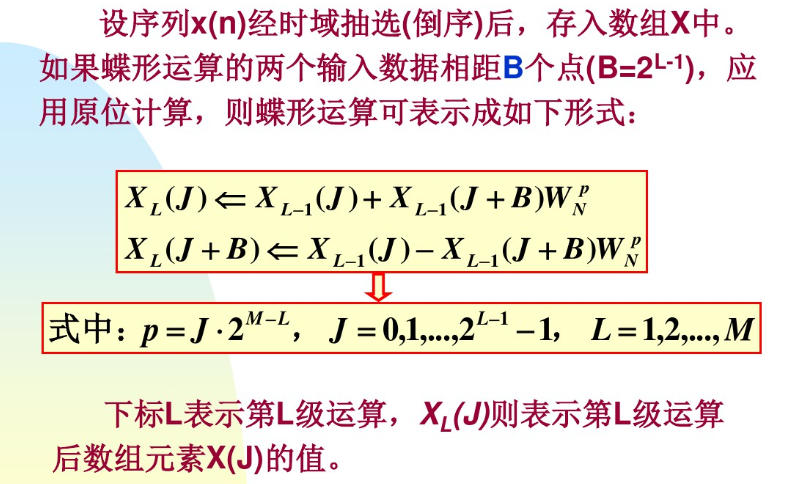 设序列x(n)经时域抽选(倒序)后，存入数组X中。
如果蝶形运算的两个输入数据相距B个点(B=2^{L-1})，应
用原位计算，则蝶形运算可表示成如下形式：
X_L(J) ⇐ X_{L-1}(J) + X_{L-1}(J + B)W_N^p
X_L(J + B) ⇐ X_{L-1}(J) − X_{L-1}(J + B)W_N^p
式中：p = J · 2^{M-L}， J = 0,1,...,2^{L-1} − 1， L = 1,2,..., M
下标L表示第L级运算，X_L(J)则表示第L级运算
后数组元素X(J)的值。